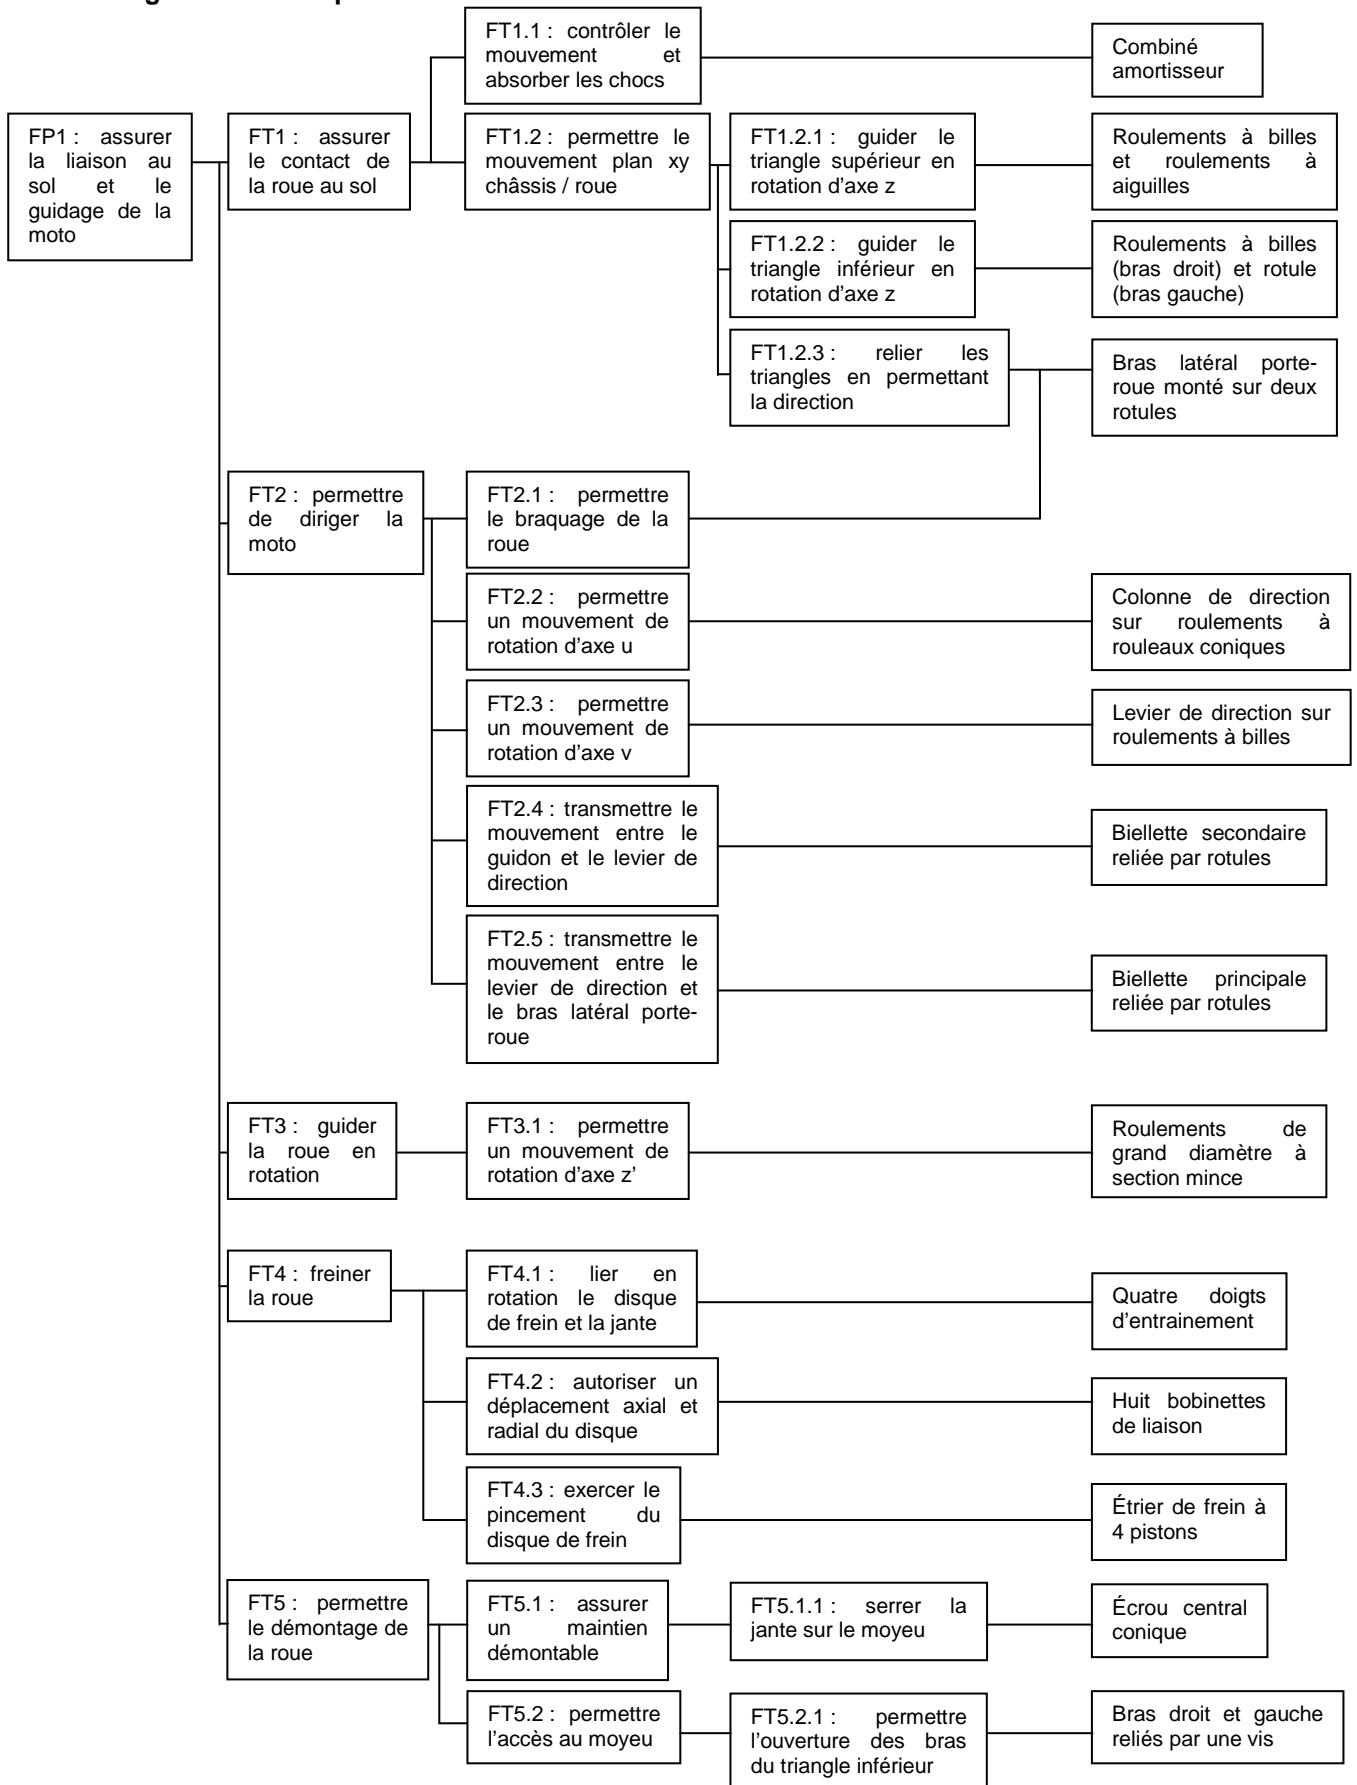 FT1.1 : contrôler le
mouvement et
absorber les chocs
Combiné
amortisseur
FP1 : assurer
la liaison au
sol et le
guidage de la
moto
FT1 : assurer
le contact de
la roue au sol
FT1.2 : permettre le
mouvement plan xy
châssis / roue
FT1.2.1 : guider le
triangle supérieur en
rotation d'axe z
Roulements à billes
et roulements à
aiguilles
FT1.2.2 : guider le
triangle inférieur en
rotation d'axe z
Roulements à billes
(bras droit) et rotule
(bras gauche)
FT1.2.3 : relier les
triangles en permettant
la direction
Bras latéral porte-
roue monté sur deux
rotules
FT2 : permettre
de diriger la
moto
FT2.1 : permettre
le braquage de la
roue
FT2.2 : permettre
un mouvement de
rotation d'axe u
Colonne de direction
sur roulements à
rouleaux coniques
FT2.3 : permettre
un mouvement de
rotation d'axe v
Levier de direction sur
roulements à billes
FT2.4 : transmettre le
mouvement entre le
guidon et le levier de
direction
Biellette secondaire
reliée par rotules
FT2.5 : transmettre le
mouvement entre le
levier de direction et
le bras latéral porte-
roue
Biellette principale
reliée par rotules
FT3 : guider
la roue en
rotation
FT3.1 : permettre
un mouvement de
rotation d'axe z'
Roulements de
grand diamètre à
section mince
FT4 : freiner
la roue
FT4.1 : lier en
rotation le disque
de frein et la jante
Quatre doigts
d'entrainement
FT4.2 : autoriser un
déplacement axial et
radial du disque
Huit bobinettes
de liaison
FT4.3 : exercer le
pincement du
disque de frein
Étrier de frein à
4 pistons
FT5 : permettre
le démontage de
la roue
FT5.1 : assurer
un maintien
démontable
FT5.1.1 : serrer la
jante sur le moyeu
Écrou central
conique
FT5.2 : permettre
l'accès au moyeu
FT5.2.1 : permettre
l'ouverture des bras
du triangle inférieur
Bras droit et gauche
reliés par une vis